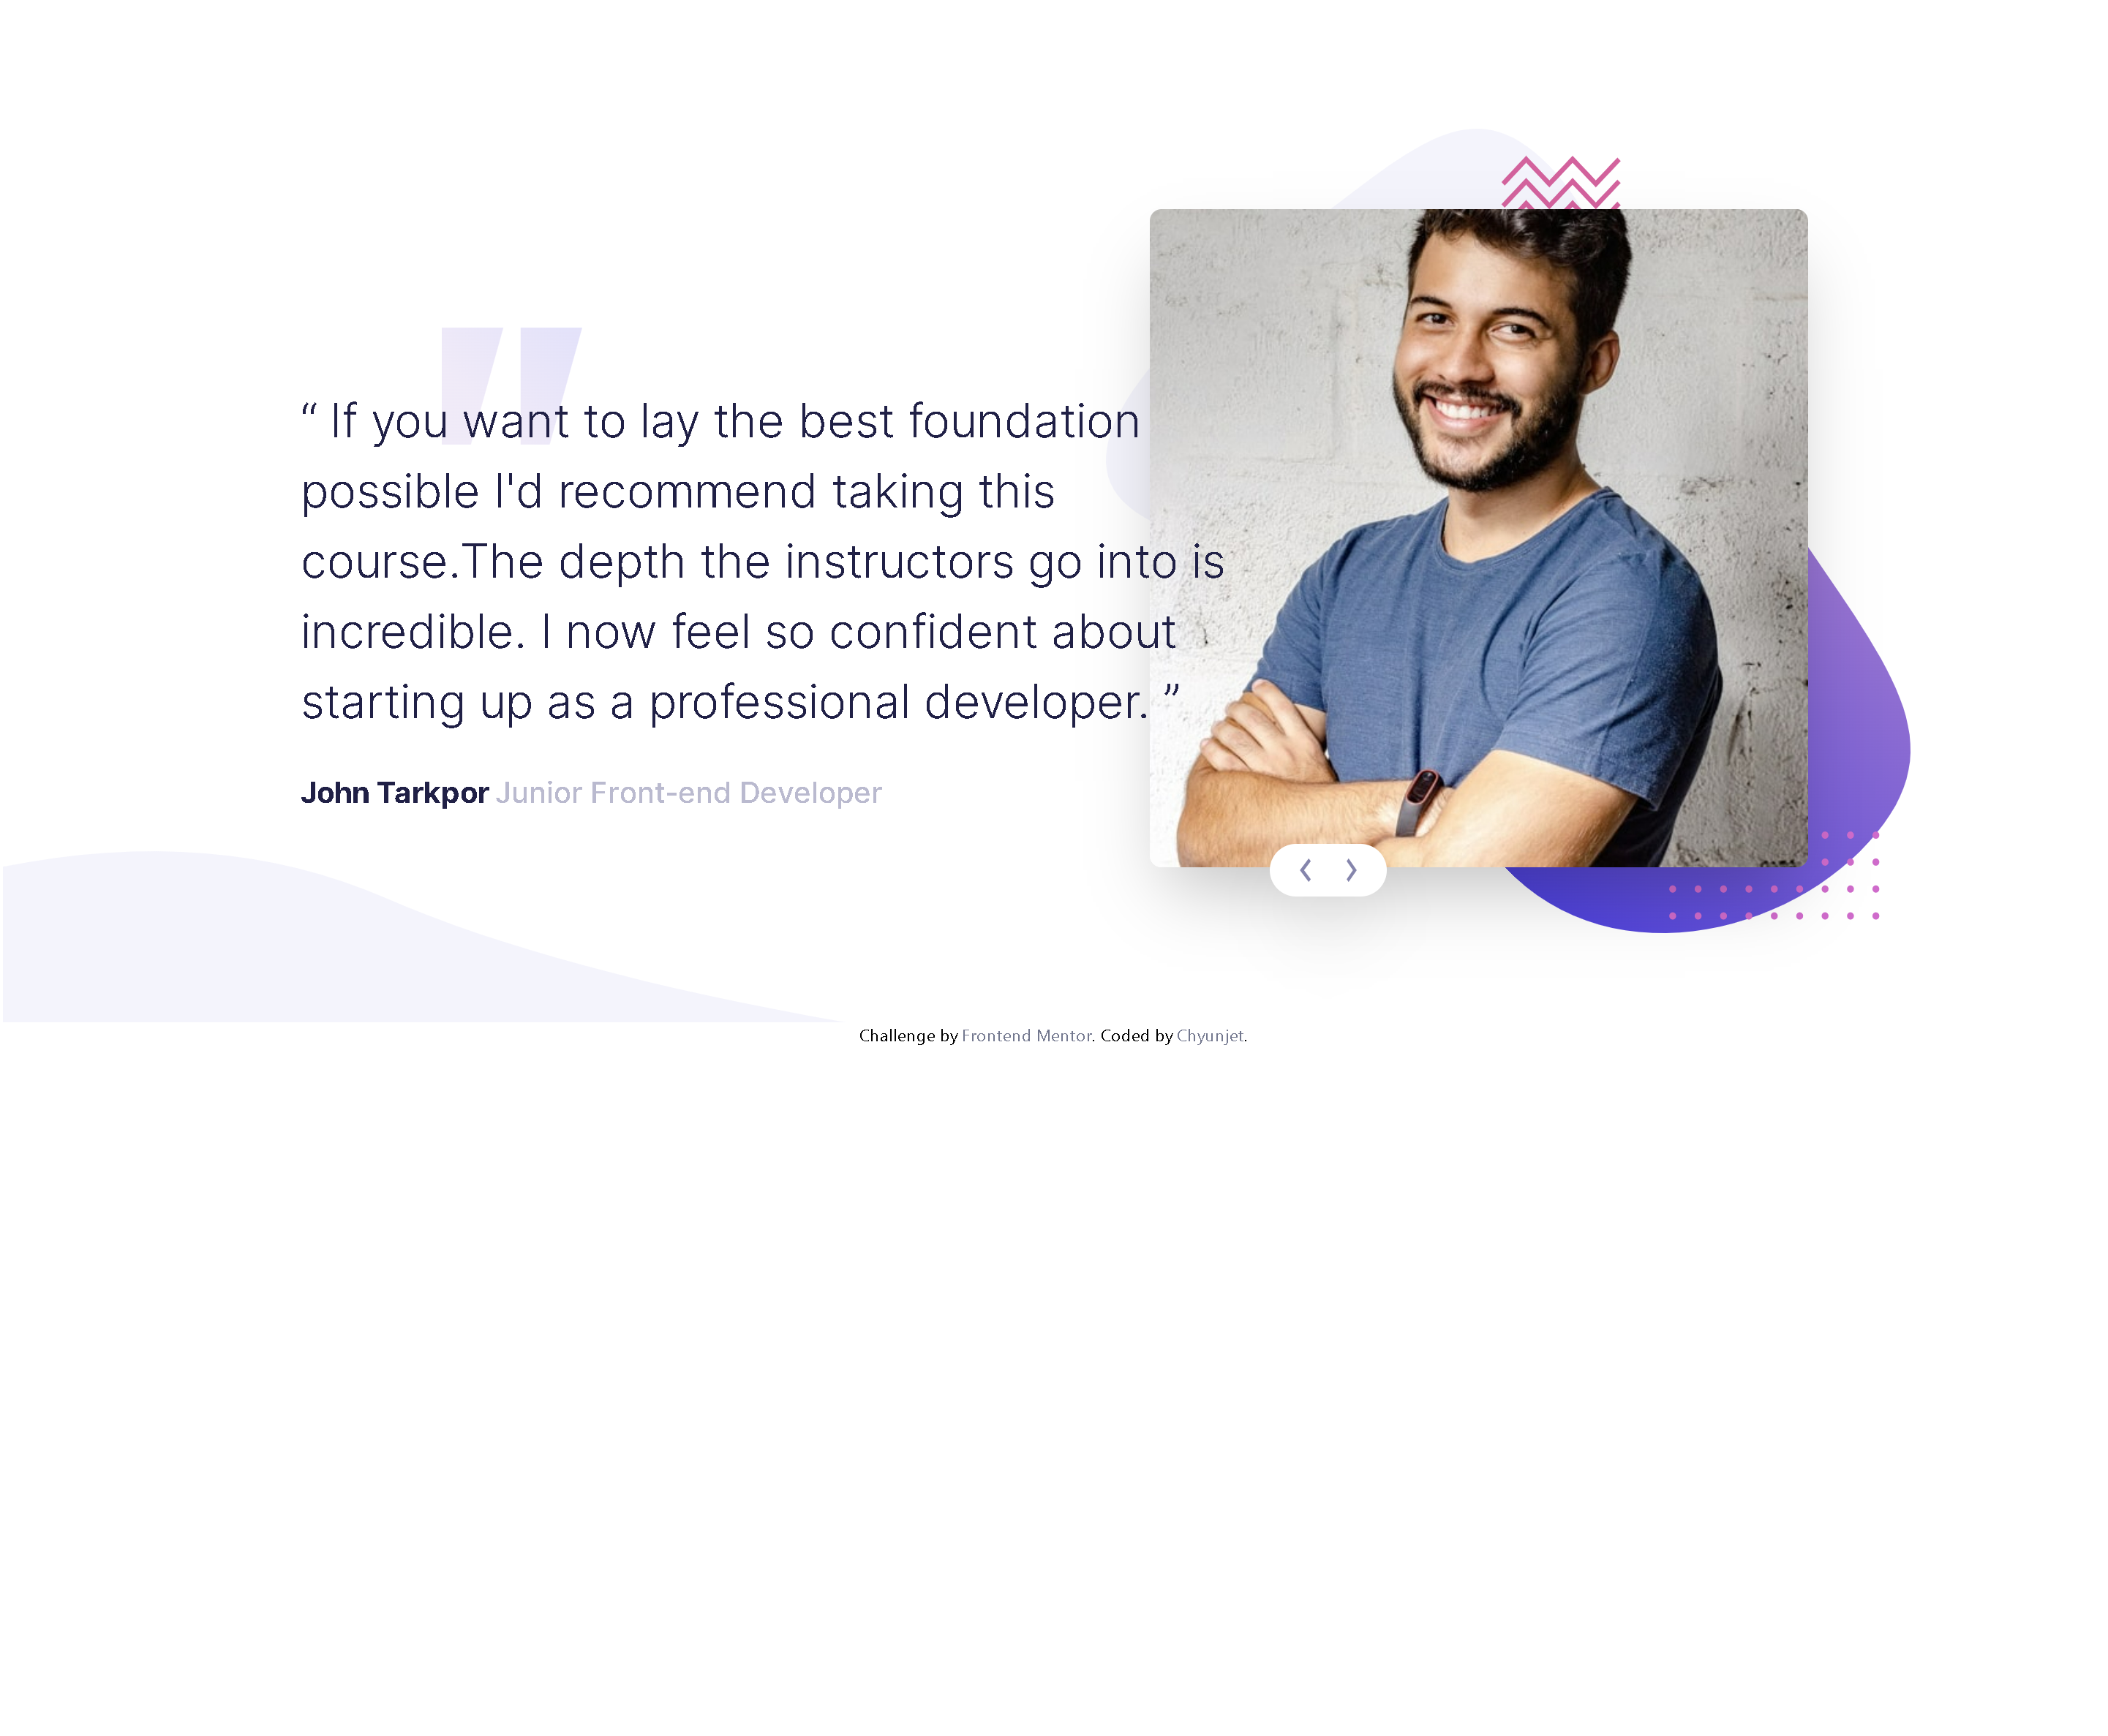 “ If you want to lay the best foundation
possible I'd recommend taking this
course.The depth the instructors go into is
incredible. I now feel so confident about
starting up as a professional developer. ”
John Tarkpor Junior Front-end Developer
Challenge by Frontend Mentor. Coded by Chyunjet.